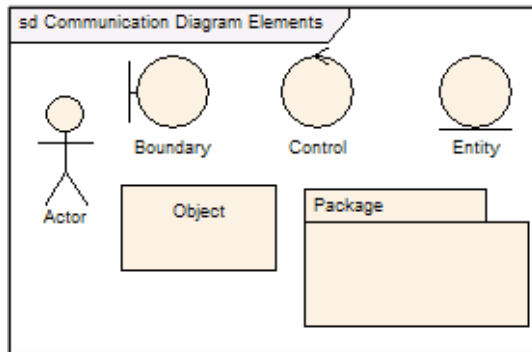 sd Communication Diagram Elements
Boundary
Control
Entity
Actor
Object
Package